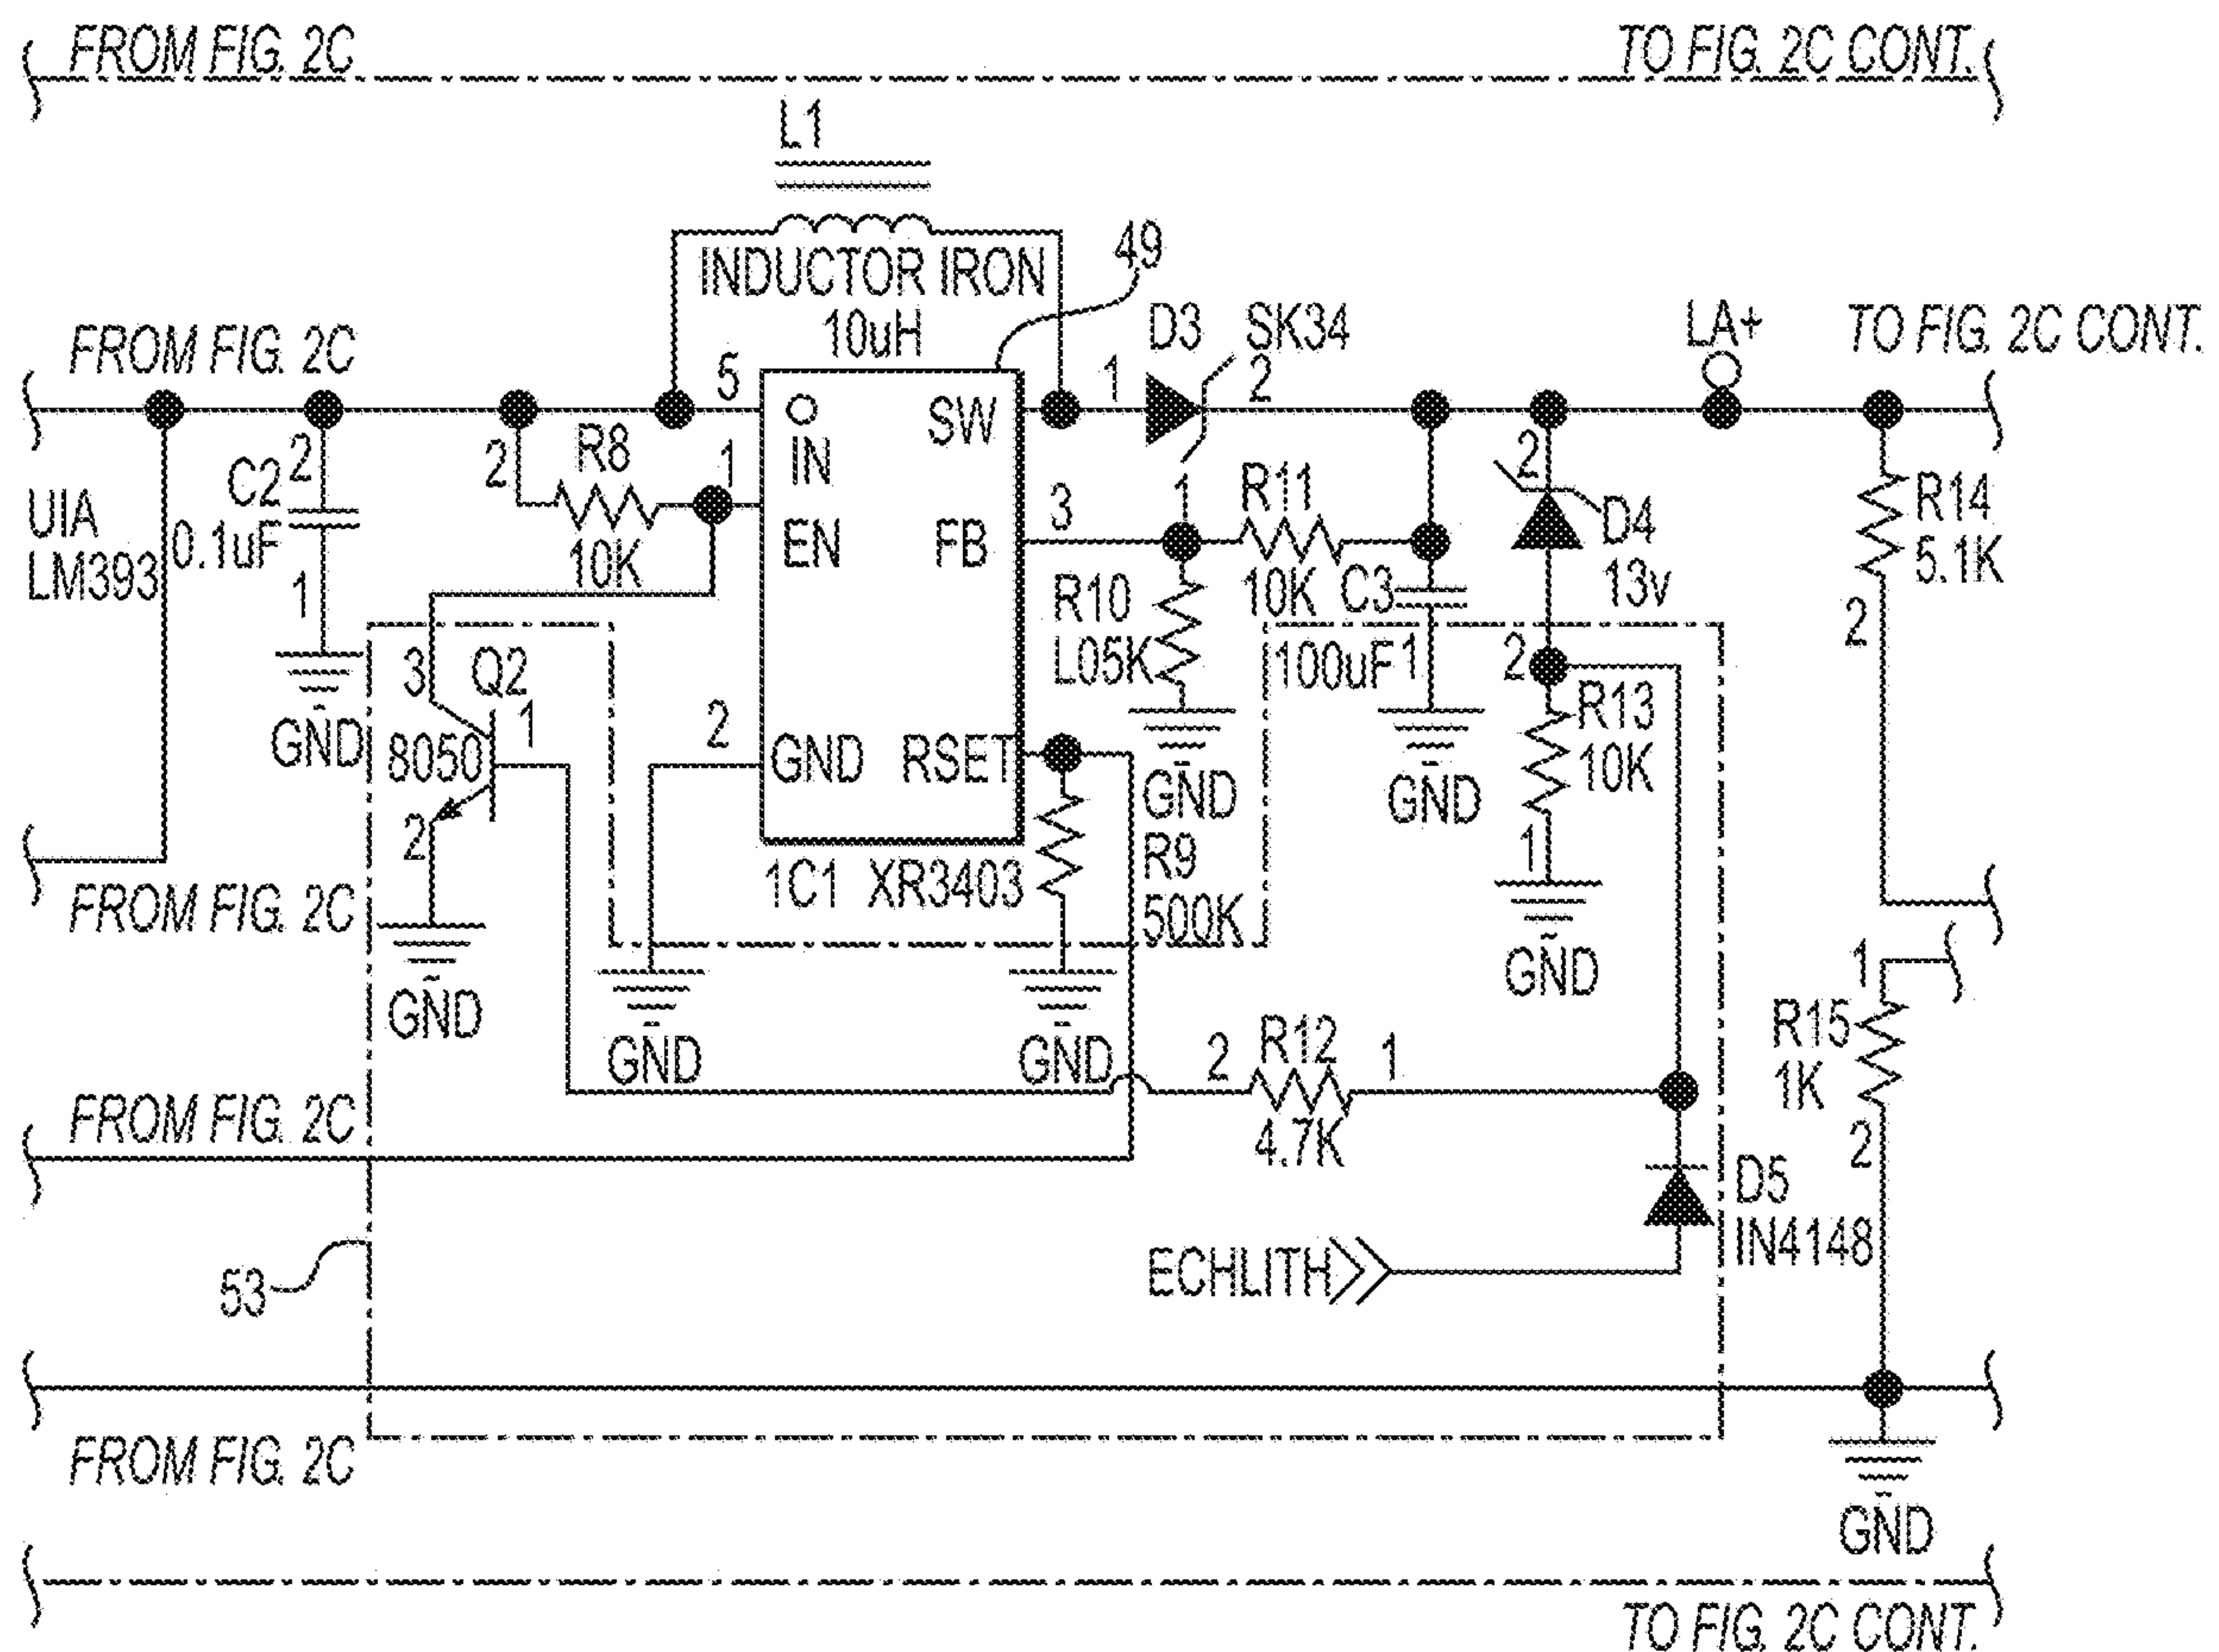 FROM FIG. 2C
TO FIG. 2C CONT.
L1
INDUCTOR IRON
10uH
49
FROM FIG. 2C
5
1
D3
SK34
2
LA+
TO FIG. 2C CONT.
IN
SW
2
R8
10K
1
EN
FB
3
1
R11
10K
2
D4
13v
R14
5.1K
2
UIA
LM393
C2
0.1uF
2
1
GND
R10
L05K
GND
C3
100uF
1
GND
2
R13
10K
1
GND
3
Q2
1
8050
2
GND
2
GND
RSET
1C1 XR3403
R9
500K
GND
GND
FROM FIG. 2C
1
R15
1K
2
2
R12
1
4.7K
FROM FIG. 2C
D5
IN4148
ECHLITH
53
FROM FIG. 2C
GND
TO FIG. 2C CONT.